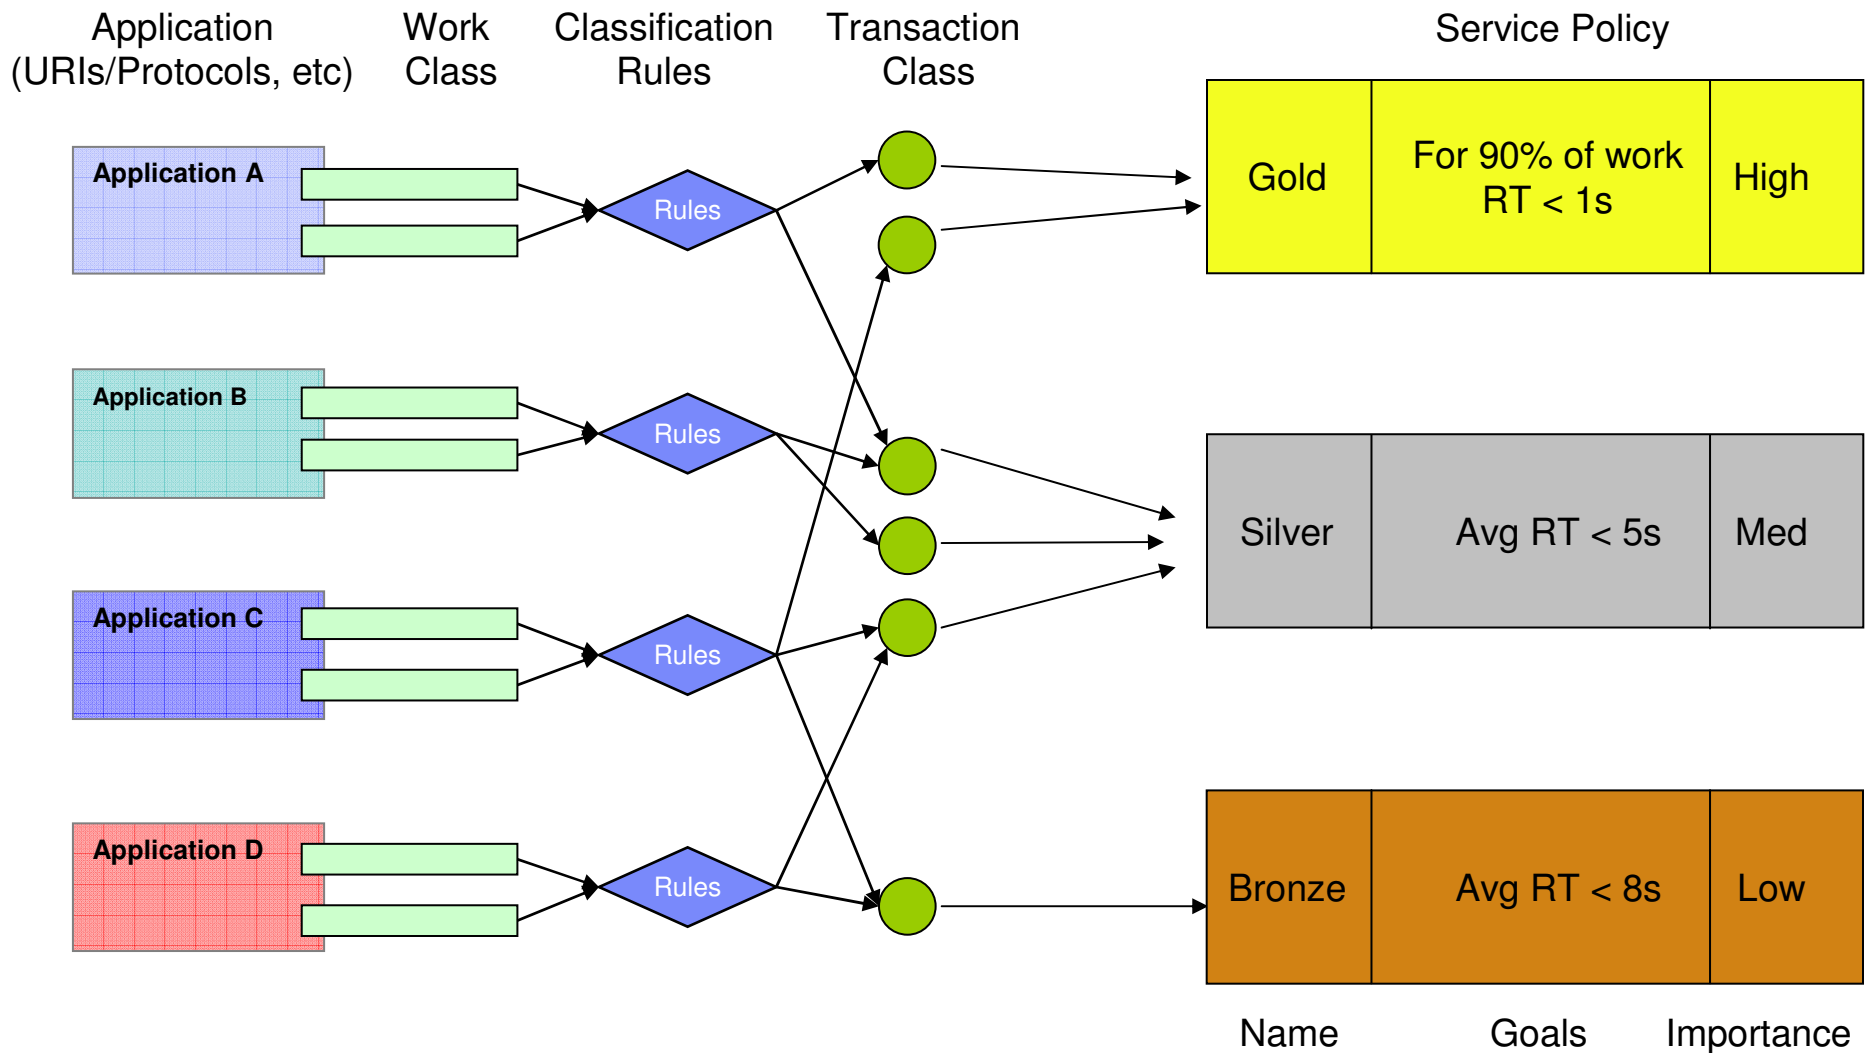 Application
(URIs/Protocols, etc)
Work
Class
Classification
Rules
Transaction
Class
Service Policy
Application A
Rules
Gold
For 90% of work
RT < 1s
High
Application B
Rules
Silver
Avg RT < 5s
Med
Application C
Rules
Application D
Rules
Bronze
Avg RT < 8s
Low
Name
Goals
Importance